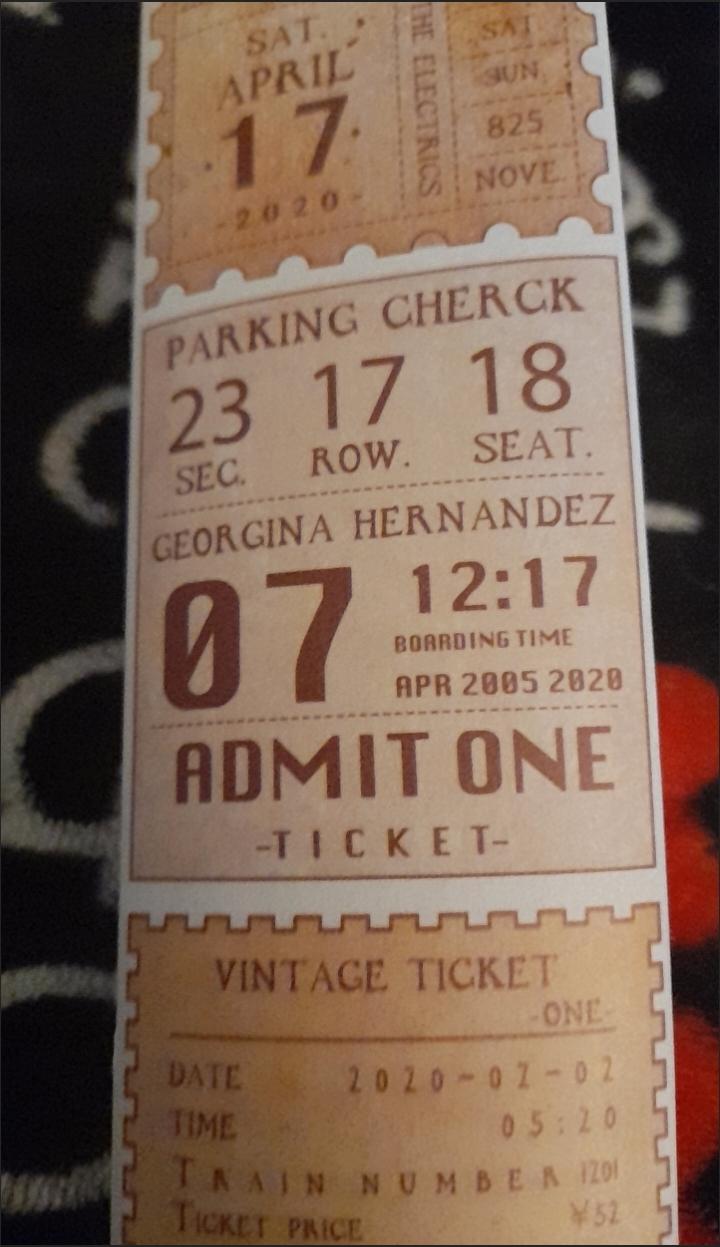 SAT.
APRIL
17
-2020-
THE ELECTRICS
SAT
SUN
825
NOVE
PARKING CHERCK
23 17 18
SEC. ROW. SEAT.
GEORGINA HERNANDEZ
07 12:17
BOARDING TIME
APR 2005 2020
ADMIT ONE
-TICKET-
VINTAGE TICKET
-ONE-
DATE 2020-02-02
TIME 05:20
TRAIN NUMBER 1201
TICKET PRICE ¥52